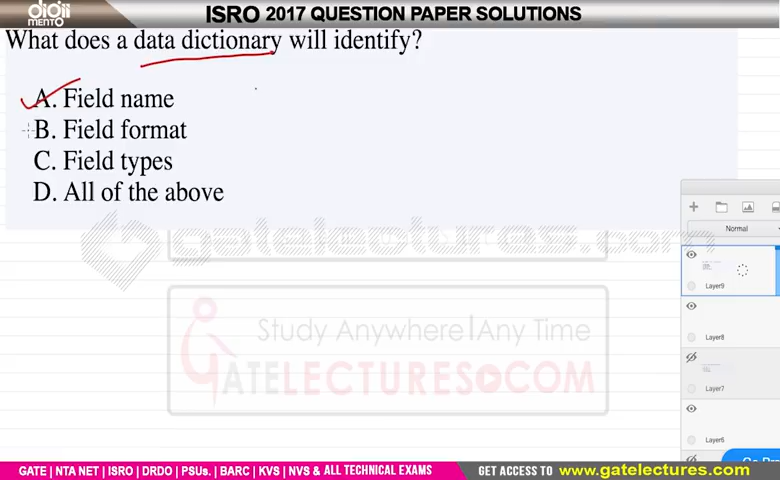 digii
mento
ISRO 2017 QUESTION PAPER SOLUTIONS
What does a data dictionary will identify?
A. Field name
B. Field format
C. Field types
D. All of the above
gatelectures.com
Study Anywhere|Any Time
GATELECTURES.COM
Normal
Layer9
Layer8
Layer7
Layer6
GATE | NTA NET | ISRO | DRDO | PSUs. | BARC | KVS | NVS & ALL TECHNICAL EXAMS
GET ACCESS TO www.gatelectures.com